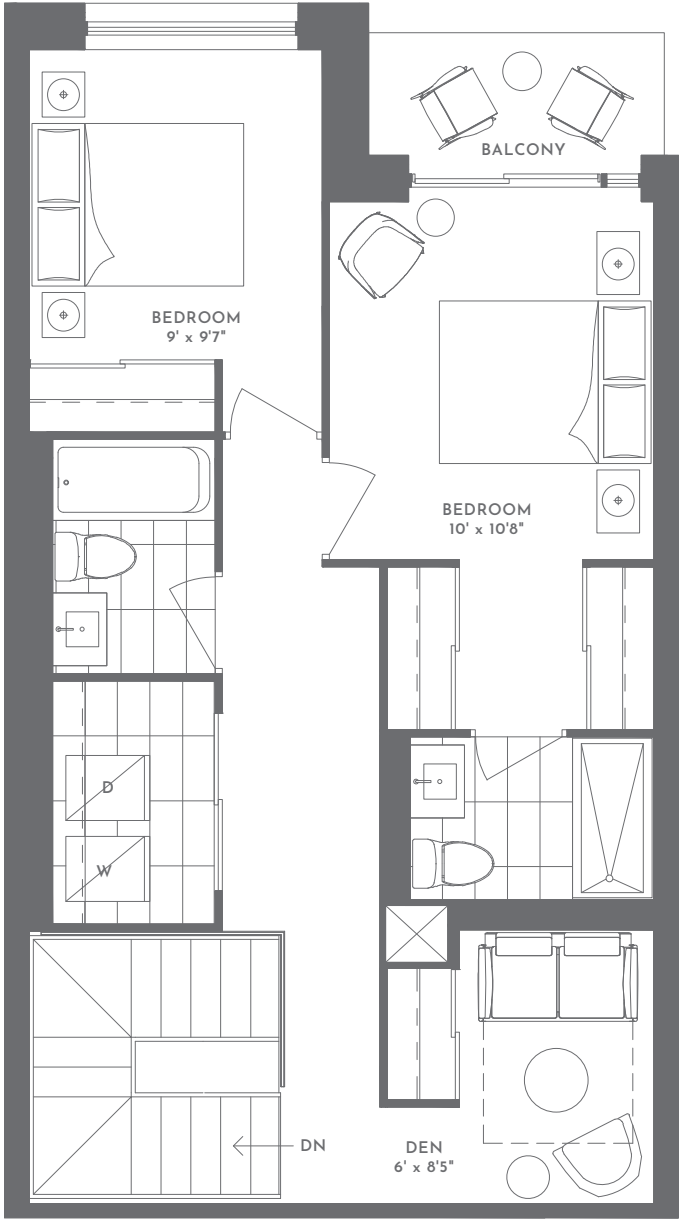 BALCONY
BEDROOM
9' x 9'7"
BEDROOM
10' x 10'8"
D
W
DN
DEN
6' x 8'5"